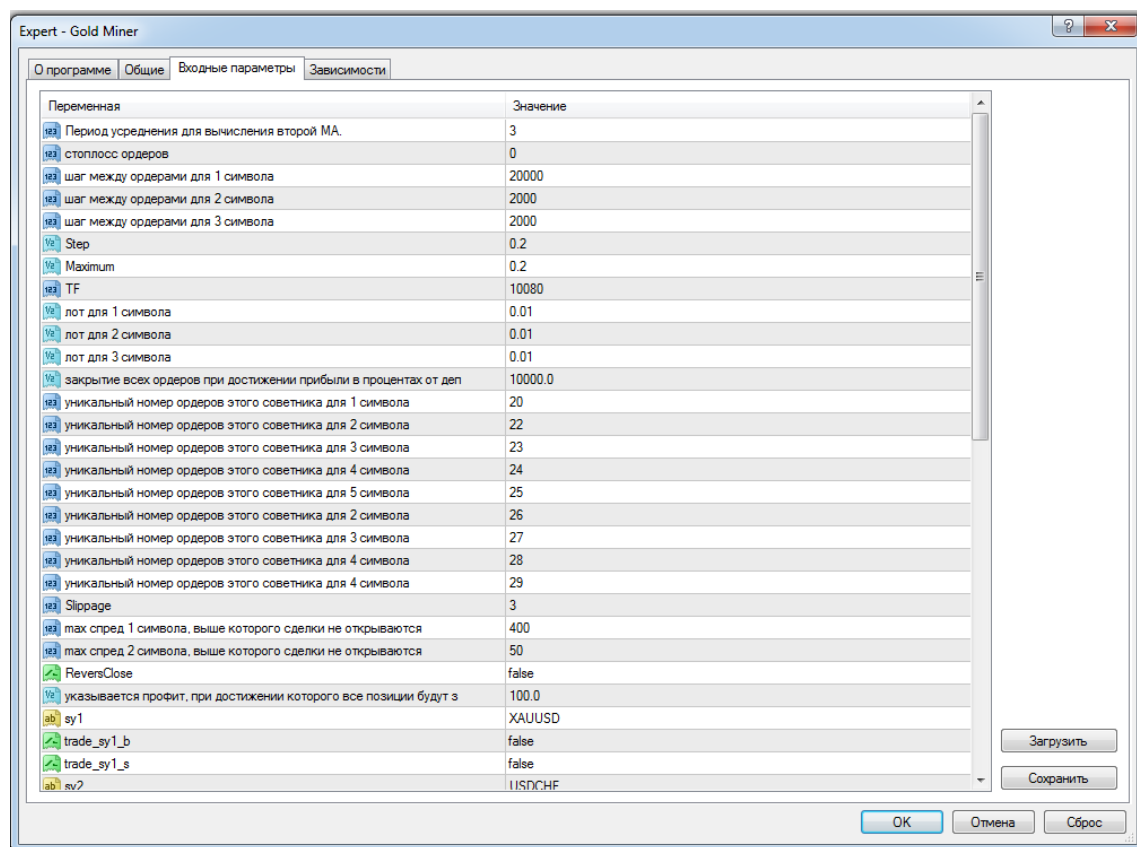 Expert - Gold Miner
О программе Общие Входные параметры Зависимости
Переменная Значение
Период усреднения для вычисления второй МА. 3
стоплосс ордеров 0
шаг между ордерами для 1 символа 20000
шаг между ордерами для 2 символа 2000
шаг между ордерами для 3 символа 2000
Step 0.2
Maximum 0.2
TF 10080
лот для 1 символа 0.01
лот для 2 символа 0.01
лот для 3 символа 0.01
закрытие всех ордеров при достижении прибыли в процентах от деп 10000.0
уникальный номер ордеров этого советника для 1 символа 20
уникальный номер ордеров этого советника для 2 символа 22
уникальный номер ордеров этого советника для 3 символа 23
уникальный номер ордеров этого советника для 4 символа 24
уникальный номер ордеров этого советника для 5 символа 25
уникальный номер ордеров этого советника для 2 символа 26
уникальный номер ордеров этого советника для 3 символа 27
уникальный номер ордеров этого советника для 4 символа 28
уникальный номер ордеров этого советника для 4 символа 29
Slippage 3
max спред 1 символа, выше которого сделки не открываются 400
max спред 2 символа, выше которого сделки не открываются 50
ReversClose false
указывается профит, при достижении которого все позиции будут з 100.0
sy1 XAUUSD
trade_sy1_b false
trade_sy1_s false
sy2 USDCHF
Загрузить
Сохранить
OK Отмена Сброс